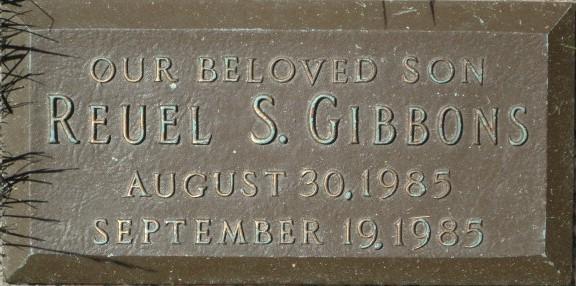 OUR BELOVED SON
REUEL S. GIBBONS
AUGUST 30, 1985
SEPTEMBER 19, 1985